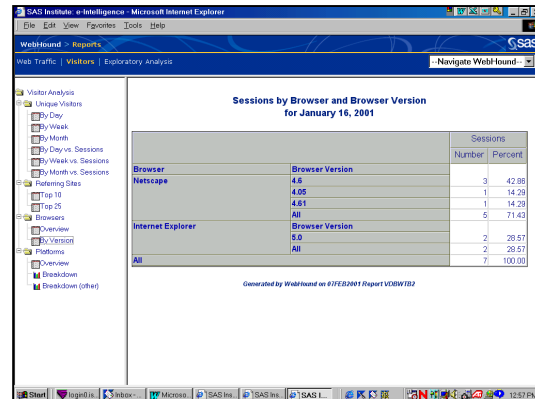 SAS Institute: e-Intelligence - Microsoft Internet Explorer
File Edit View Favorites Tools Help
WebHound > Reports
sas
Web Traffic | Visitors | Exploratory Analysis
--Navigate WebHound--
Visitor Analysis
Unique Visitors
By Day
By Week
By Month
By Day vs. Sessions
By Week vs. Sessions
By Month vs. Sessions
Referring Sites
Top 10
Top 25
Browsers
Overview
By Version
Platforms
Overview
Breakdown
Breakdown (other)
Sessions by Browser and Browser Version
for January 16, 2001
Sessions
Number Percent
Browser Browser Version
Netscape 4.6 3 42.86
4.05 1 14.29
4.61 1 14.29
All 5 71.43
Internet Explorer Browser Version
5.0 2 28.57
All 2 28.57
All 7 100.00
Generated by WebHound on 07FEB2001 Report VDBWTB2
Start login0.is... Inbox -... Microso... SAS Ins... SAS Ins... SAS I... 12:57 PM